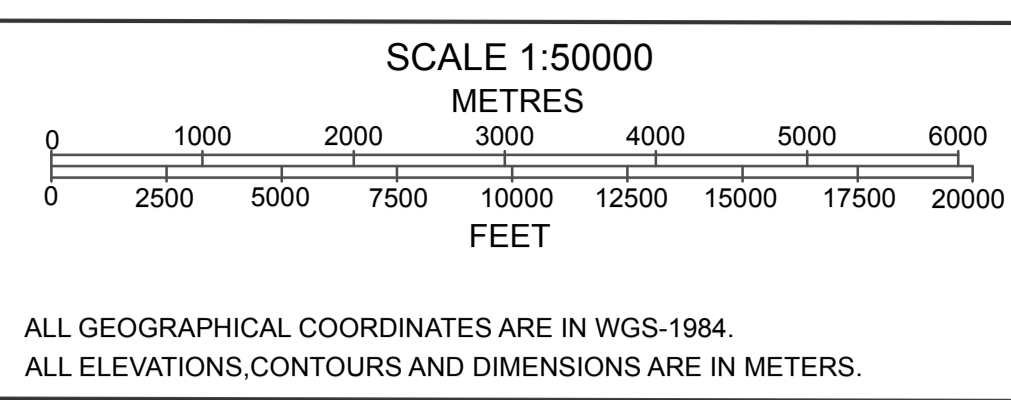 SCALE 1:50000
METRES
0 1000 2000 3000 4000 5000 6000
0 2500 5000 7500 10000 12500 15000 17500 20000
FEET
ALL GEOGRAPHICAL COORDINATES ARE IN WGS-1984.
ALL ELEVATIONS,CONTOURS AND DIMENSIONS ARE IN METERS.